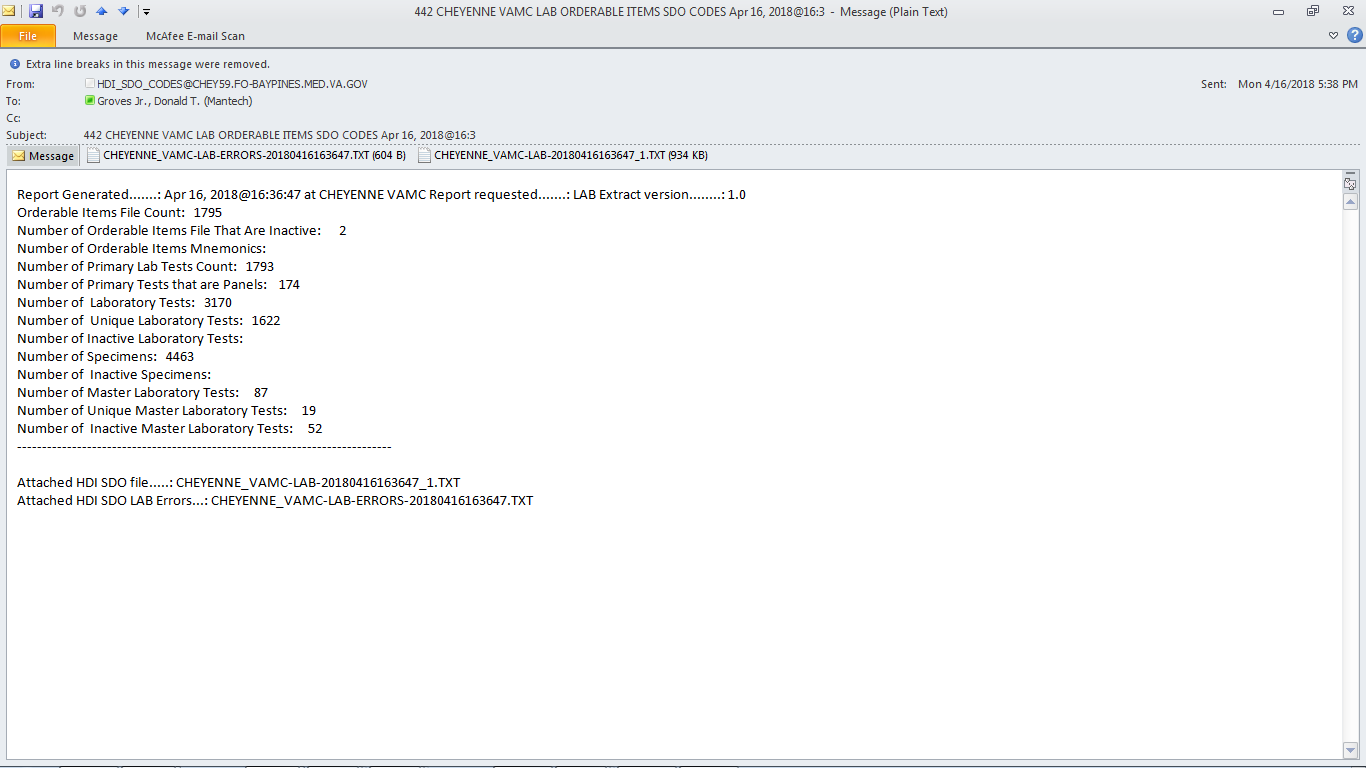 442 CHEYENNE VAMC LAB ORDERABLE ITEMS SDO CODES Apr 16, 2018@16:3 - Message (Plain Text)
File Message McAfee E-mail Scan
Extra line breaks in this message were removed.
From: HDI_SDO_CODES@CHEY59.FO-BAYPINES.MED.VA.GOV Sent: Mon 4/16/2018 5:38 PM
To: Groves Jr., Donald T. (Mantech)
Cc:
Subject: 442 CHEYENNE VAMC LAB ORDERABLE ITEMS SDO CODES Apr 16, 2018@16:3
Message CHEYENNE_VAMC-LAB-ERRORS-20180416163647.TXT (604 B) CHEYENNE_VAMC-LAB-20180416163647_1.TXT (934 KB)
Report Generated.......: Apr 16, 2018@16:36:47 at CHEYENNE VAMC Report requested.......: LAB Extract version........: 1.0
Orderable Items File Count: 1795
Number of Orderable Items File That Are Inactive: 2
Number of Orderable Items Mnemonics:
Number of Primary Lab Tests Count: 1793
Number of Primary Tests that are Panels: 174
Number of Laboratory Tests: 3170
Number of Unique Laboratory Tests: 1622
Number of Inactive Laboratory Tests:
Number of Specimens: 4463
Number of Inactive Specimens:
Number of Master Laboratory Tests: 87
Number of Unique Master Laboratory Tests: 19
Number of Inactive Master Laboratory Tests: 52
---------------------------------------------------------------------------
Attached HDI SDO file.....: CHEYENNE_VAMC-LAB-20180416163647_1.TXT
Attached HDI SDO LAB Errors...: CHEYENNE_VAMC-LAB-ERRORS-20180416163647.TXT